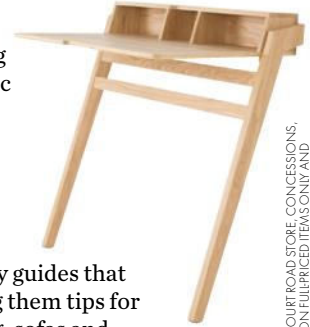 g
c
y guides that
g them tips for
OURT ROAD STORE, CONCESSIONS,
ON FULL-PRICED ITEMS ONLY AND